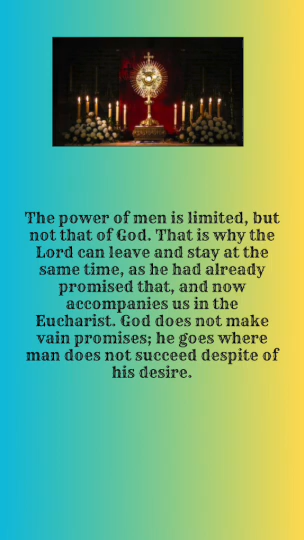 The power of men is limited, but
not that of God. That is why the
Lord can leave and stay at the
same time, as he had already
promised that, and now
accompanies us in the
Eucharist. God does not make
vain promises; he goes where
man does not succeed despite of
his desire.